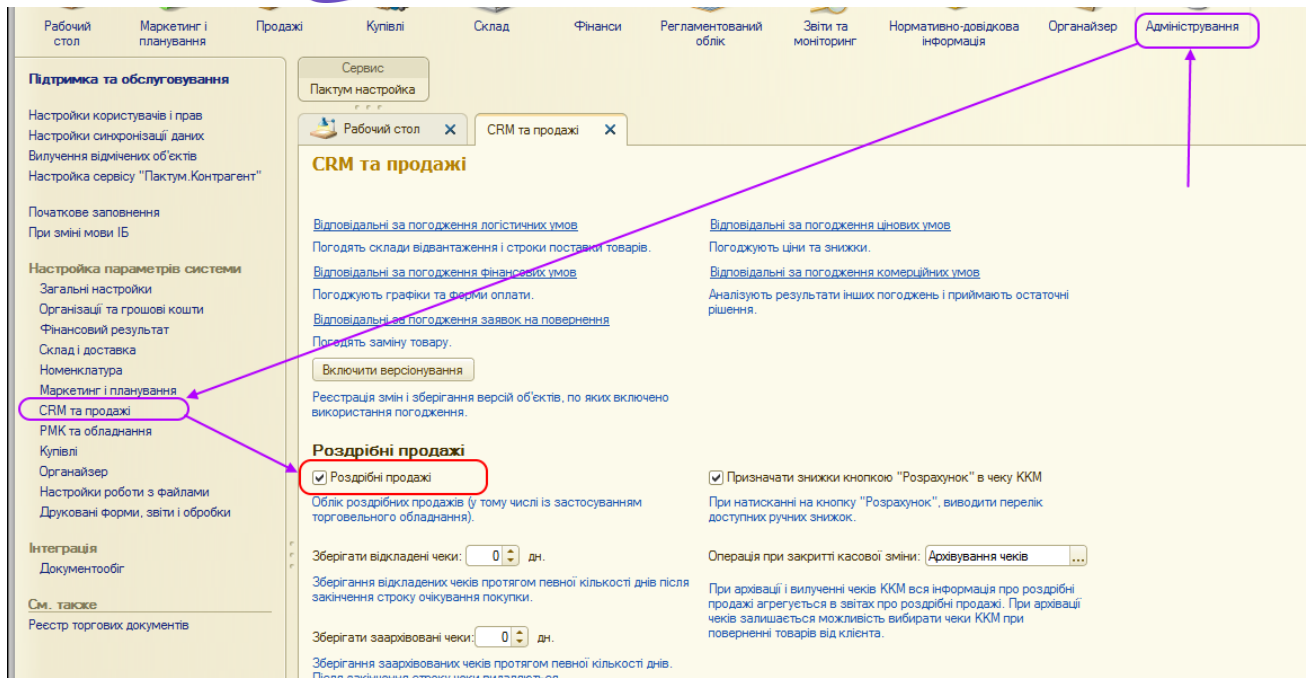 Рабочий стол
Маркетинг і планування
Продажі
Купівлі
Склад
Фінанси
Регламентований облік
Звіти та моніторинг
Нормативно-довідкова інформація
Органайзер
Адміністрування
Підтримка та обслуговування
Настройки користувачів і прав
Настройки синхронізації даних
Вилучення відмічених об'єктів
Настройка сервісу "Пактум.Контрагент"
Початкове заповнення
При зміні мови ІБ
Настройка параметрів системи
Загальні настройки
Організації та грошові кошти
Фінансовий результат
Склад і доставка
Номенклатура
Маркетинг і планування
CRM та продажі
РМК та обладнання
Купівлі
Органайзер
Настройки роботи з файлами
Друковані форми, звіти і обробки
Інтеграція
Документообіг
См. также
Реєстр торгових документів
Сервис
Пактум настройка
Рабочий стол
CRM та продажі
CRM та продажі
Відповідальні за погодження логістичних умов
Погодять склади відвантаження і строки поставки товарів.
Відповідальні за погодження фінансових умов
Погоджують графіки та форми оплати.
Відповідальні за погодження заявок на повернення
Погодять заміну товару.
Включити версіонування
Реєстрація змін і зберігання версій об'єктів, по яких включено
використання погодження.
Відповідальні за погодження цінових умов
Погоджують ціни та знижки.
Відповідальні за погодження комерційних умов
Аналізують результати інших погоджень і приймають остаточні
рішення.
Роздрібні продажі
Роздрібні продажі
Облік роздрібних продажів (у тому числі із застосуванням
торговельного обладнання).
Зберігати відкладені чеки: 0 дн.
Зберігання відкладених чеків протягом певної кількості днів після
закінчення строку очікування покупки.
Зберігати заархівовані чеки: 0 дн.
Зберігання заархівованих чеків протягом певної кількості днів.
Після закінчення строку чеки видаляються.
Призначати знижки кнопкою "Розрахунок" в чеку ККМ
При натисканні на кнопку "Розрахунок", виводити перелік
доступних ручних знижок.
Операція при закритті касової зміни: Архівування чеків ...
При архівації і вилученні чеків ККМ вся інформація про роздрібні
продажі агрегується в звітах про роздрібні продажі. При архівації
чеків залишається можливість вибирати чеки ККМ при
поверненні товарів від клієнта.